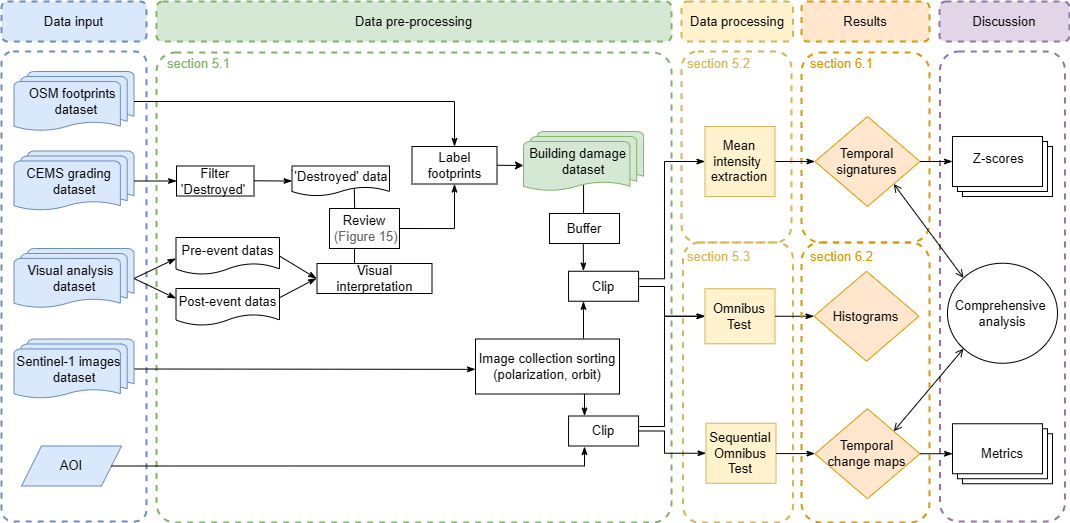 Data input
Data pre-processing
Data processing
Results
Discussion
section 5.1
section 5.2
section 6.1
OSM footprints
dataset
CEMS grading
dataset
Filter
'Destroyed'
'Destroyed' data
Label
footprints
Building damage
dataset
Mean
intensity
extraction
Temporal
signatures
Z-scores
Review
(Figure 15)
Buffer
Visual analysis
dataset
Pre-event datas
Post-event datas
Visual
interpretation
Clip
section 5.3
section 6.2
Omnibus
Test
Histograms
Comprehensive
analysis
Sentinel-1 images
dataset
Image collection sorting
(polarization, orbit)
AOI
Clip
Sequential
Omnibus
Test
Temporal
change maps
Metrics